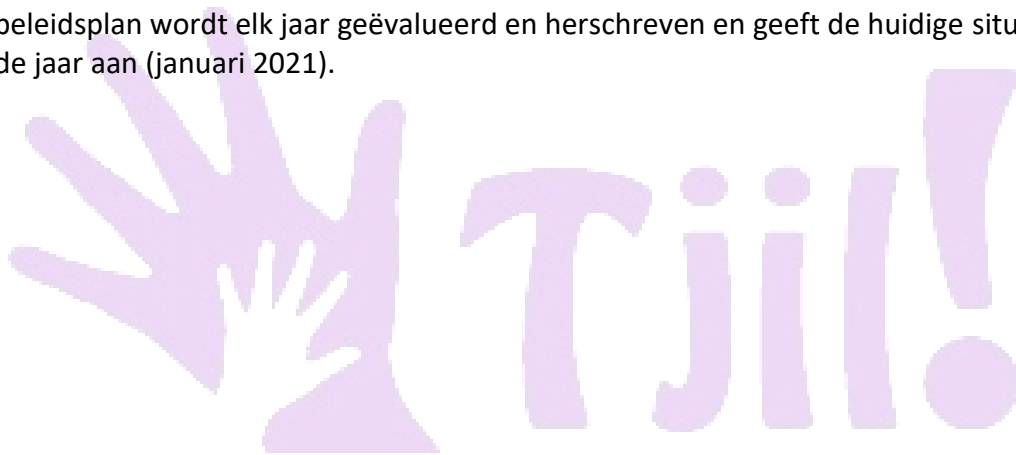 beleidsplan wordt elk jaar geëvalueerd en herschreven en geeft de huidige situ
de jaar aan (januari 2021).
Tjil!